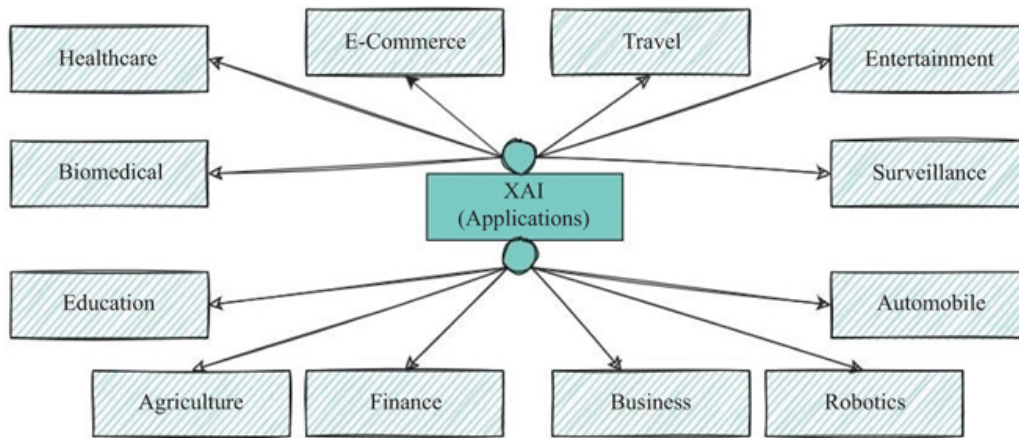 Healthcare
E-Commerce
Travel
Entertainment
Biomedical
XAI
(Applications)
Surveillance
Education
Automobile
Agriculture
Finance
Business
Robotics